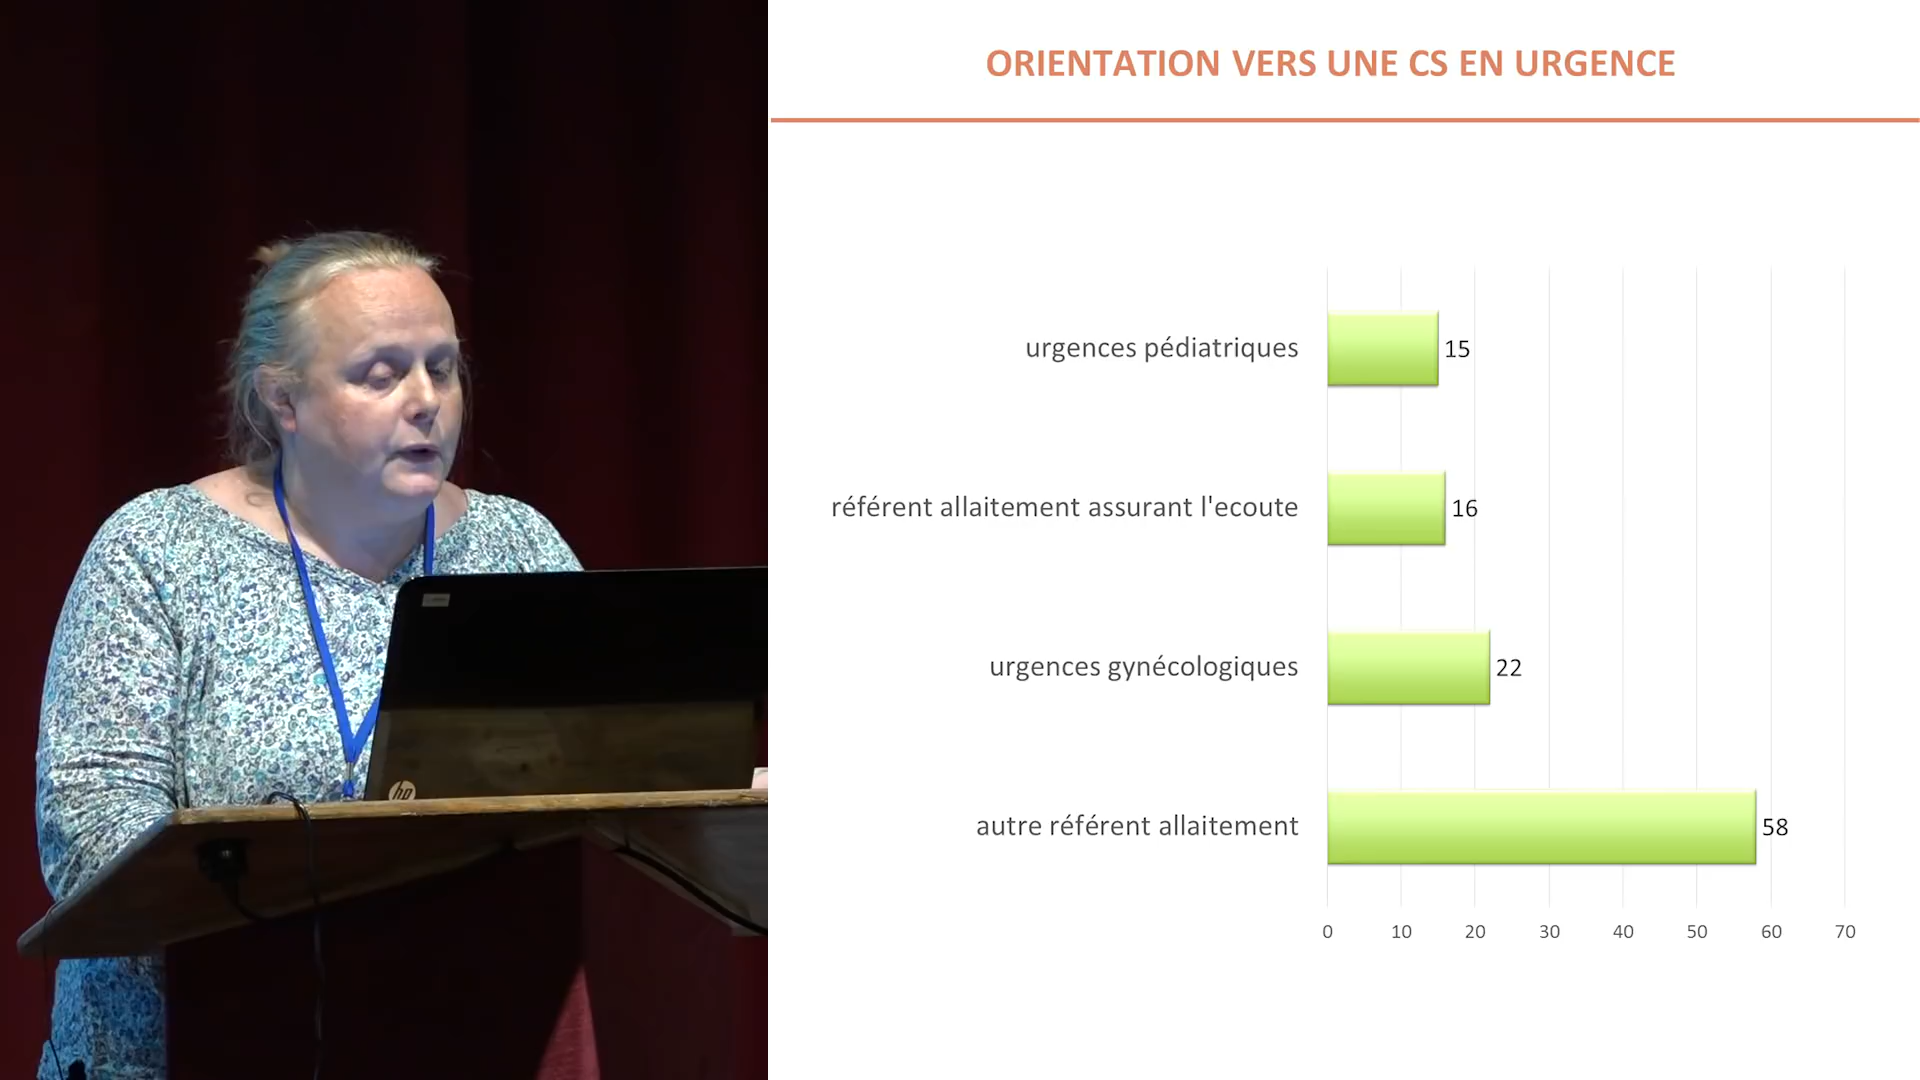 ORIENTATION VERS UNE CS EN URGENCE
urgences pédiatriques
15
référent allaitement assurant l'ecoute
16
urgences gynécologiques
22
autre référent allaitement
58
0 10 20 30 40 50 60 70
hp